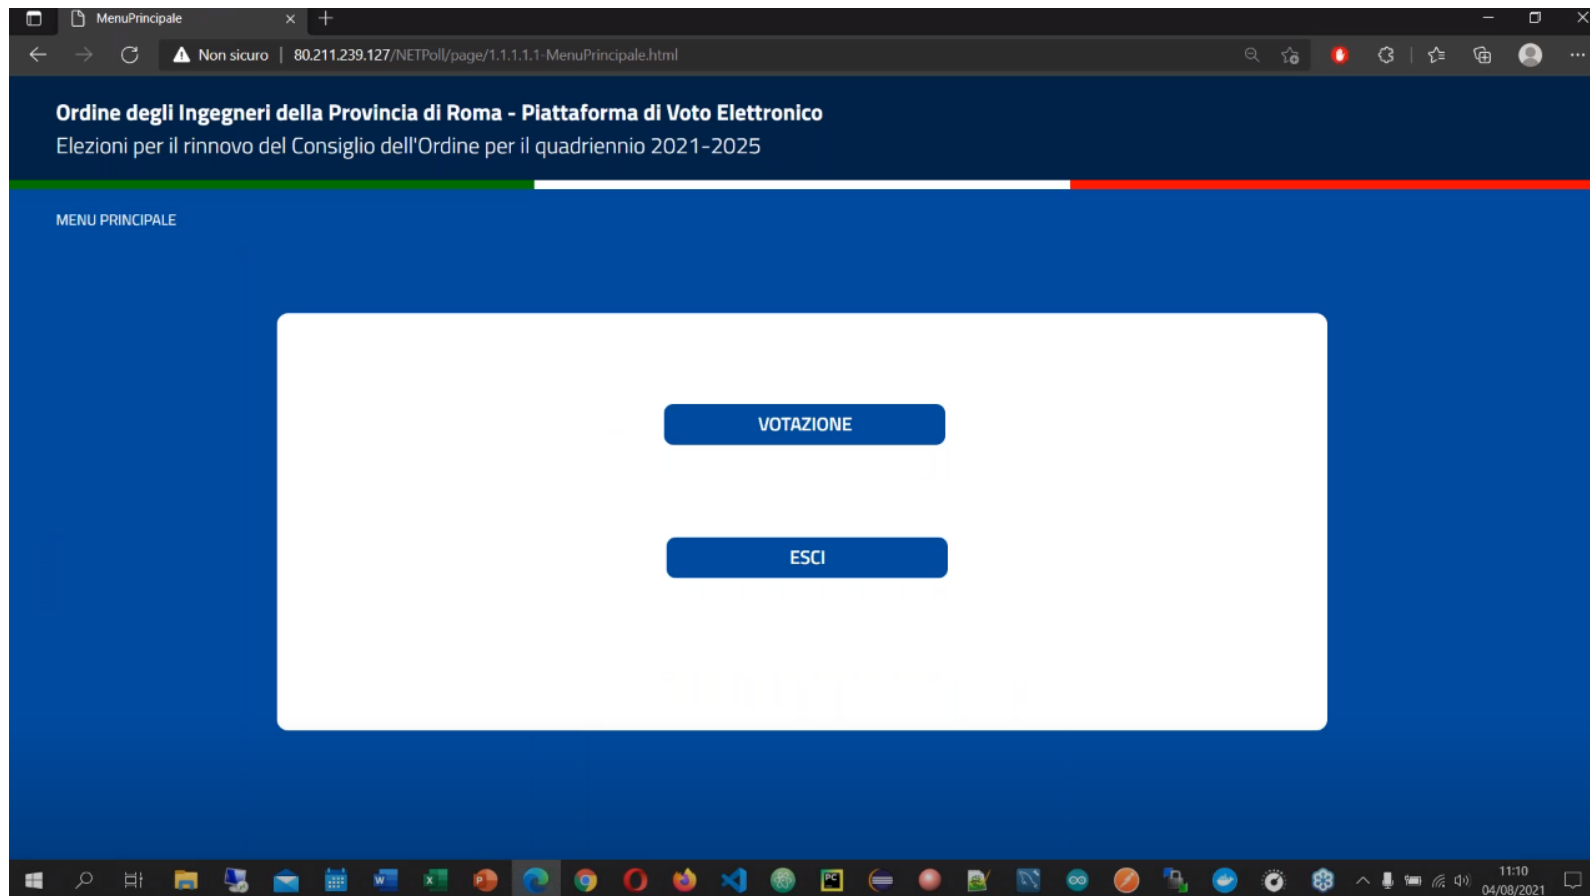 MenuPrincipale
Non sicuro | 80.211.239.127/NETPoll/page/1.1.1.1.1-MenuPrincipale.html
Ordine degli Ingegneri della Provincia di Roma - Piattaforma di Voto Elettronico
Elezioni per il rinnovo del Consiglio dell'Ordine per il quadriennio 2021-2025
MENU PRINCIPALE
VOTAZIONE
ESCI
11:10
04/08/2021